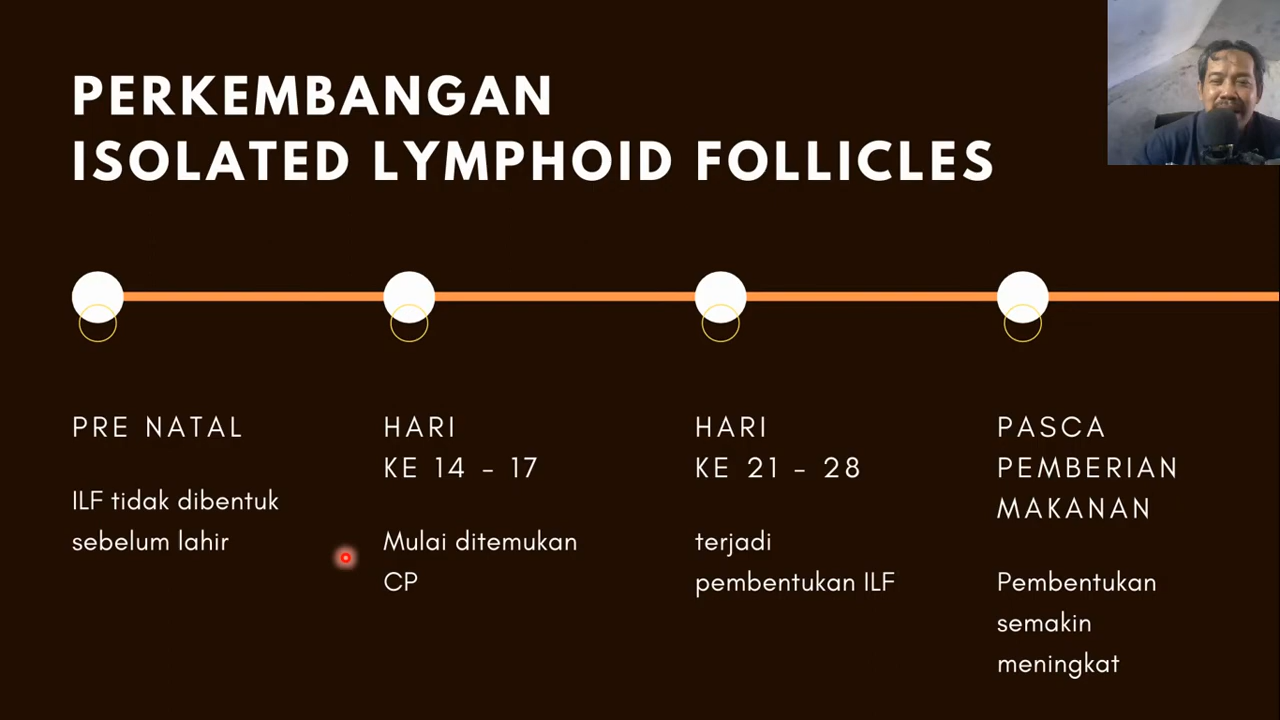 PERKEMBANGAN
ISOLATED LYMPHOID FOLLICLES
PRE NATAL
ILF tidak dibentuk
sebelum lahir
HARI
KE 14 - 17
Mulai ditemukan
CP
HARI
KE 21 - 28
terjadi
pembentukan ILF
PASCA
PEMBERIAN
MAKANAN
Pembentukan
semakin
meningkat